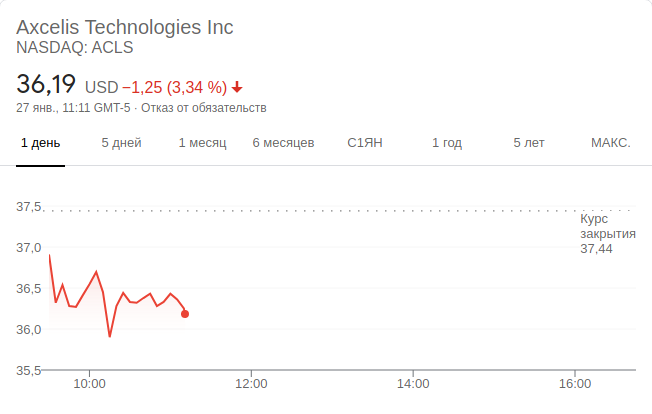 Axcelis Technologies Inc
NASDAQ: ACLS
36,19 USD −1,25 (3,34 %)
27 янв., 11:11 GMT-5 · Отказ от обязательств
1 день 5 дней 1 месяц 6 месяцев С1ЯН 1 год 5 лет МАКС.
37,5
Курс
закрытия
37,44
37,0
36,5
36,0
35,5
10:00 12:00 14:00 16:00